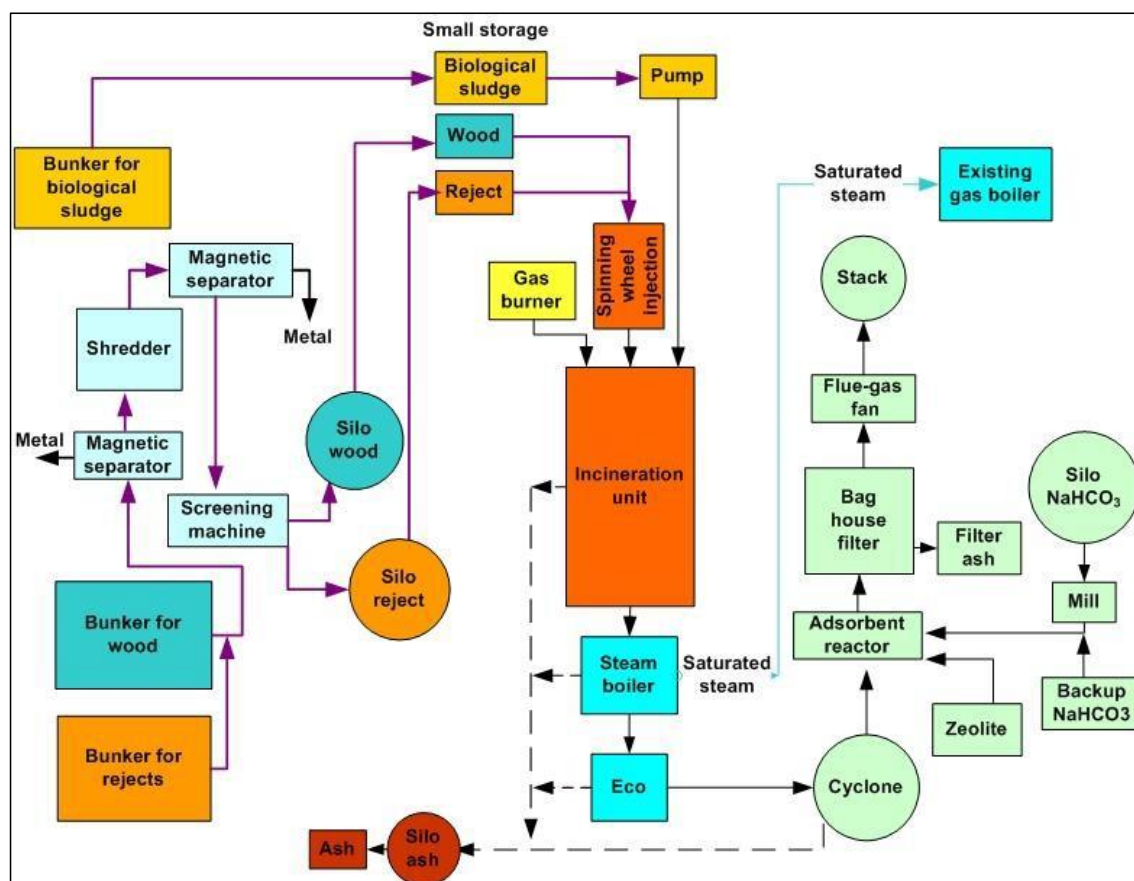 Small storage
Biological
sludge
Pump
Bunker for
biological
sludge
Wood
Reject
Saturated
steam
Existing
gas boiler
Magnetic
separator
Metal
Gas
burner
Spinning
wheel
injection
Stack
Shredder
Flue-gas
fan
Metal
Magnetic
separator
Silo
wood
Incineration
unit
Bag
house
filter
Silo
NaHCO₃
Screening
machine
Filter
ash
Silo
reject
Mill
Bunker for
wood
Adsorbent
reactor
Steam
boiler
Saturated
steam
Backup
NaHCO3
Zeolite
Bunker for
rejects
Eco
Cyclone
Ash
Silo
ash